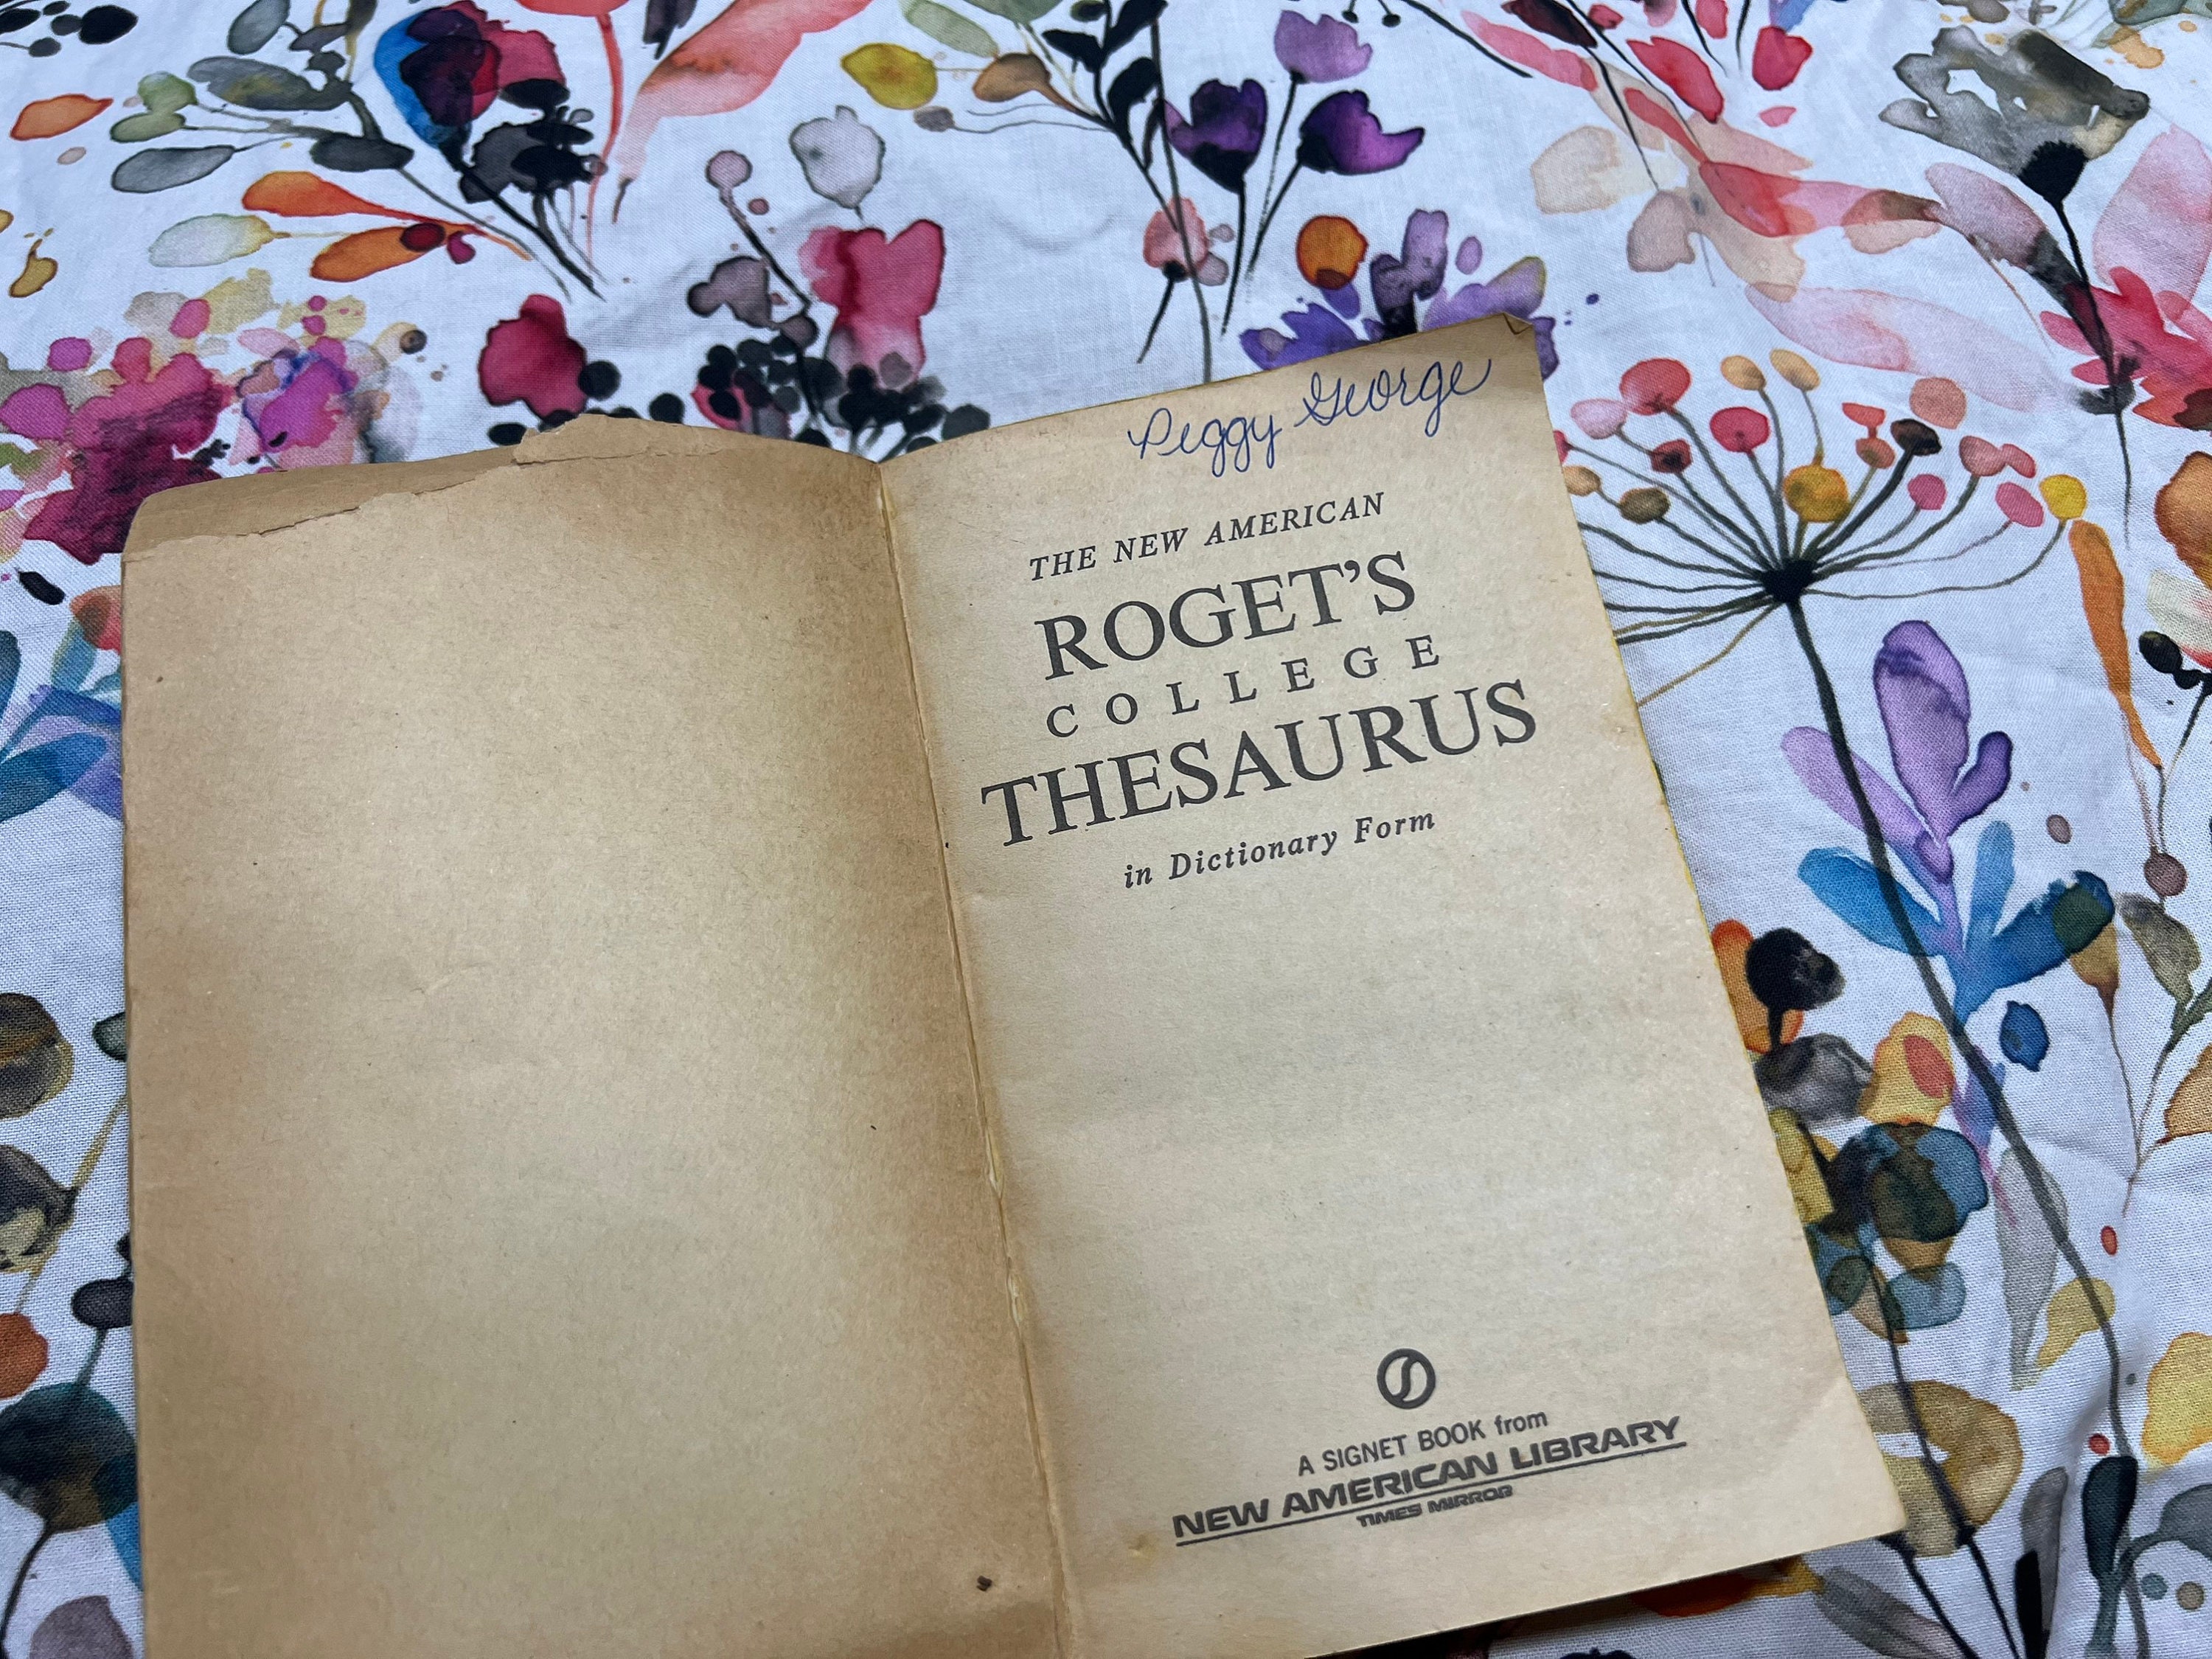 Peggy George
THE NEW AMERICAN
ROGET'S
COLLEGE
THESAURUS
in Dictionary Form
A SIGNET BOOK from
NEW AMERICAN LIBRARY
TIMES MIRROR